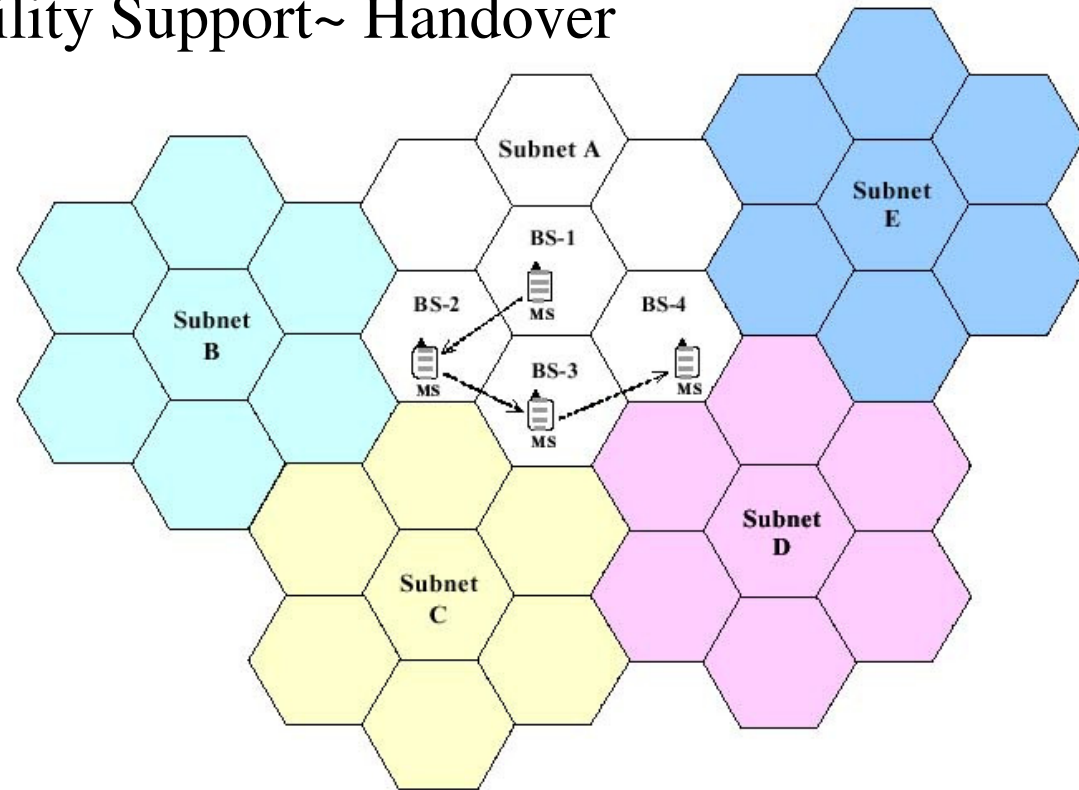 ility Support~ Handover
Subnet A
Subnet
E
BS-1
MS
BS-2
MS
BS-4
MS
BS-3
MS
Subnet
B
Subnet
D
Subnet
C